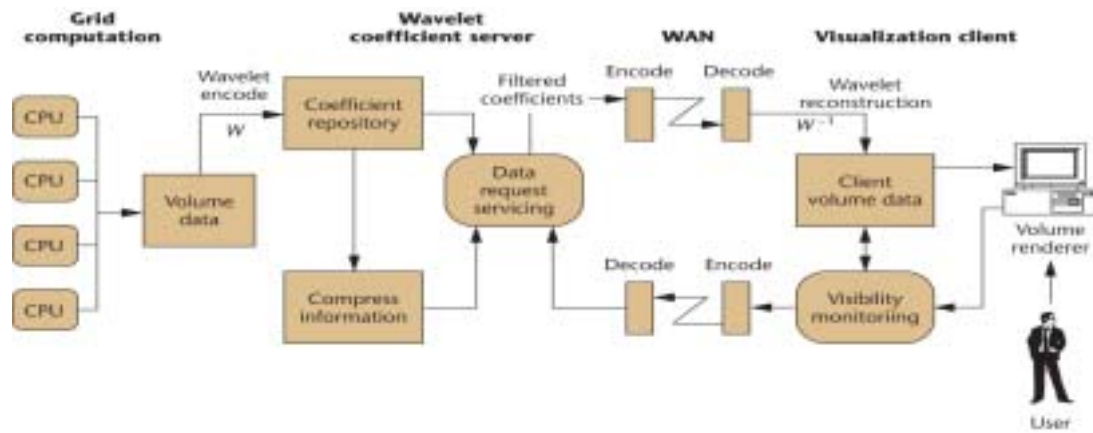 Grid
computation
Wavelet
coefficient server
WAN
Visualization client
CPU
CPU
CPU
CPU
Volume
data
Wavelet
encode
W
Coefficient
repository
Compress
information
Filtered
coefficients
Data
request
servicing
Encode
Decode
Decode
Encode
Wavelet
reconstruction
W⁻¹
Client
volume data
Visibility
monitoriing
Volume
renderer
User